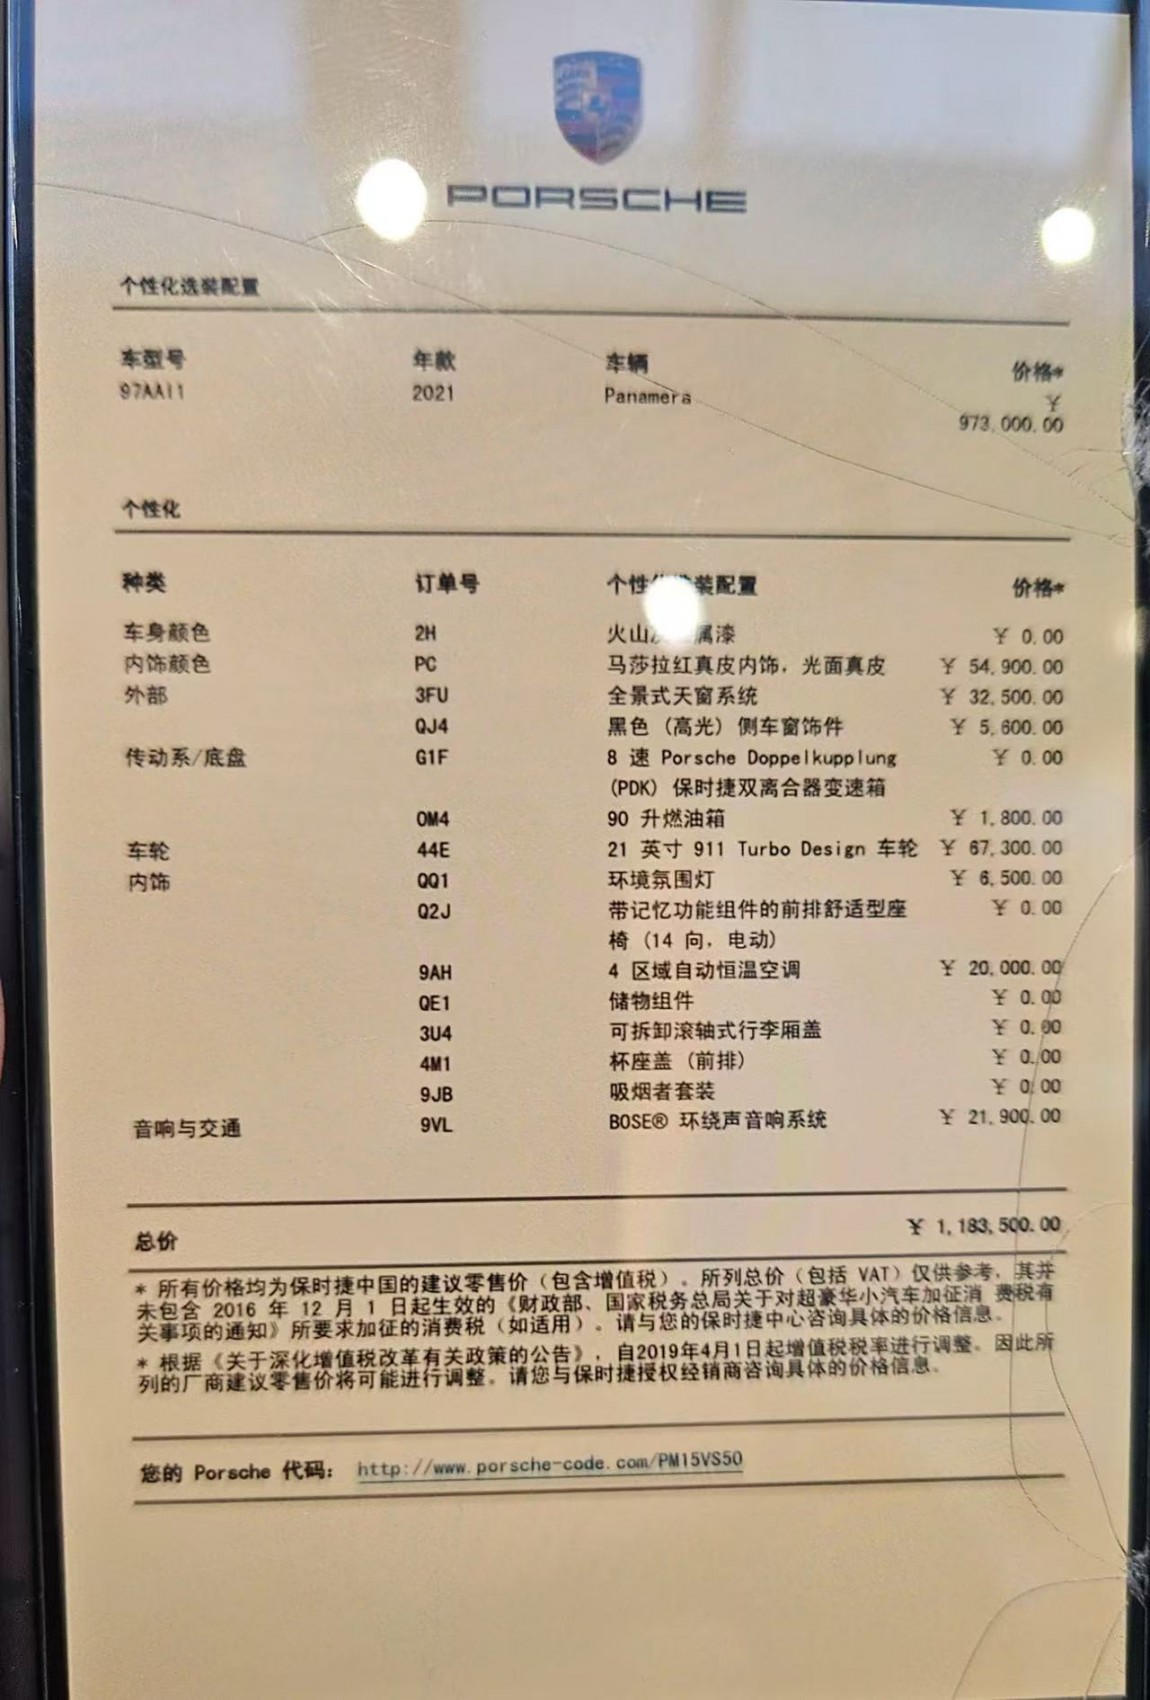 PORSCHE
个性化选装配置
车型号 年款 车辆 价格*
97AAI1 2021 Panamera ¥
973,000.00
个性化
种类 订单号 个性化选装配置 价格*
车身颜色 2H 火山灰金属漆 ¥ 0.00
内饰颜色 PC 马莎拉红真皮内饰，光面真皮 ¥ 54,900.00
外部 3FU 全景式天窗系统 ¥ 32,500.00
QJ4 黑色 (高光) 侧车窗饰件 ¥ 5,600.00
传动系/底盘 G1F 8 速 Porsche Doppelkupplung ¥ 0.00
(PDK) 保时捷双离合器变速箱
0M4 90 升燃油箱 ¥ 1,800.00
车轮 44E 21 英寸 911 Turbo Design 车轮 ¥ 67,300.00
内饰 QQ1 环境氛围灯 ¥ 6,500.00
Q2J 带记忆功能组件的前排舒适型座 ¥ 0.00
椅 (14 向，电动)
9AH 4 区域自动恒温空调 ¥ 20,000.00
QE1 储物组件 ¥ 0.00
3U4 可拆卸滚轴式行李厢盖 ¥ 0.00
4M1 杯座盖 (前排) ¥ 0.00
9JB 吸烟者套装 ¥ 0.00
音响与交通 9VL BOSE® 环绕声音响系统 ¥ 21,900.00
总价 ¥ 1,183,500.00
* 所有价格均为保时捷中国的建议零售价（包含增值税）。所列总价（包括 VAT）仅供参考，其并
未包含 2016 年 12 月 1 日起生效的《财政部、国家税务总局关于对超豪华小汽车加征消 费税有
关事项的通知》所要求加征的消费税（如适用）。请与您的保时捷中心咨询具体的价格信息。
* 根据《关于深化增值税改革有关政策的公告》，自2019年4月1日起增值税税率进行调整。因此所
列的厂商建议零售价将可能进行调整。请您与保时捷授权经销商咨询具体的价格信息。
您的 Porsche 代码： http://www.porsche-code.com/PM15VS50